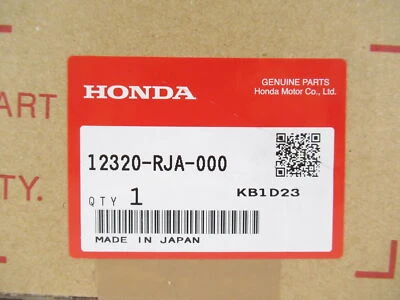 HONDA
GENUINE PARTS
Honda Motor Co., Ltd.
12320-RJA-000
QTY 1
KB1D23
MADE IN JAPAN
ART
TY.